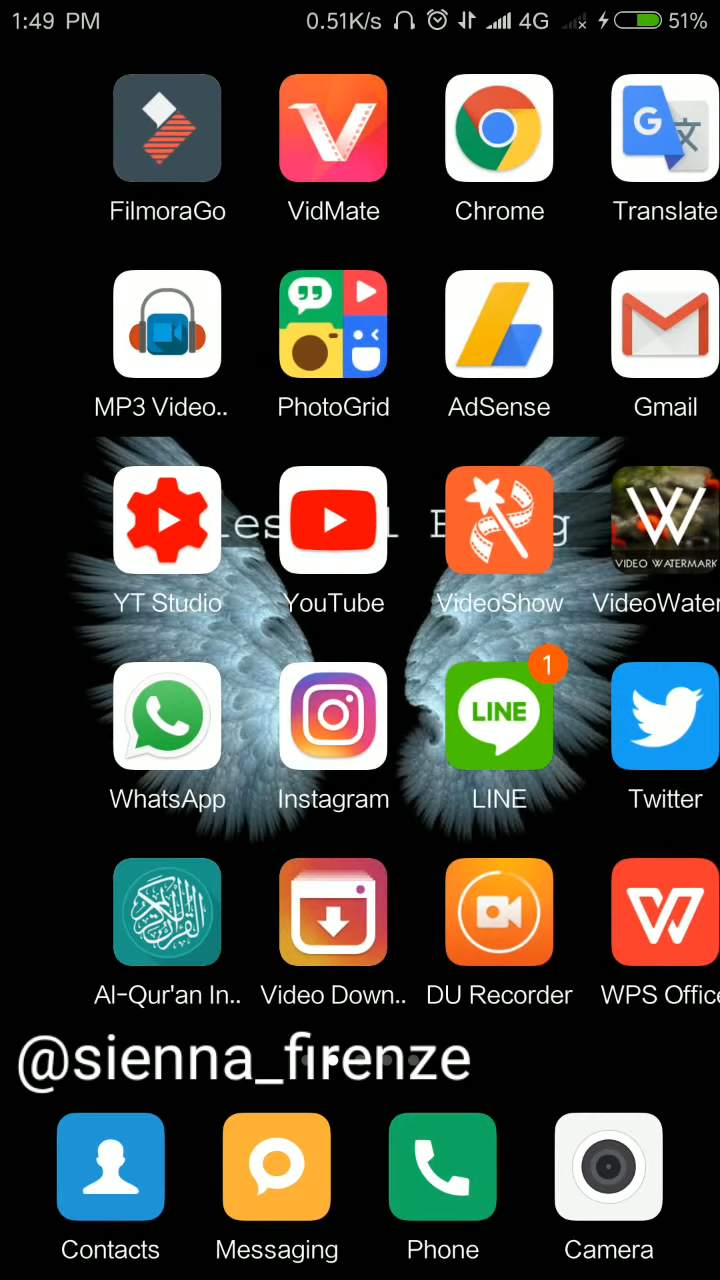 1:49 PM 0.51K/s 4G 51%
FilmoraGo VidMate Chrome Translate
MP3 Video.. PhotoGrid AdSense Gmail
YT Studio YouTube VideoShow VideoWater
VIDEO WATERMARK
1
LINE
WhatsApp Instagram LINE Twitter
Al-Qur'an In.. Video Down.. DU Recorder WPS Office
@sienna_firenze
Contacts Messaging Phone Camera